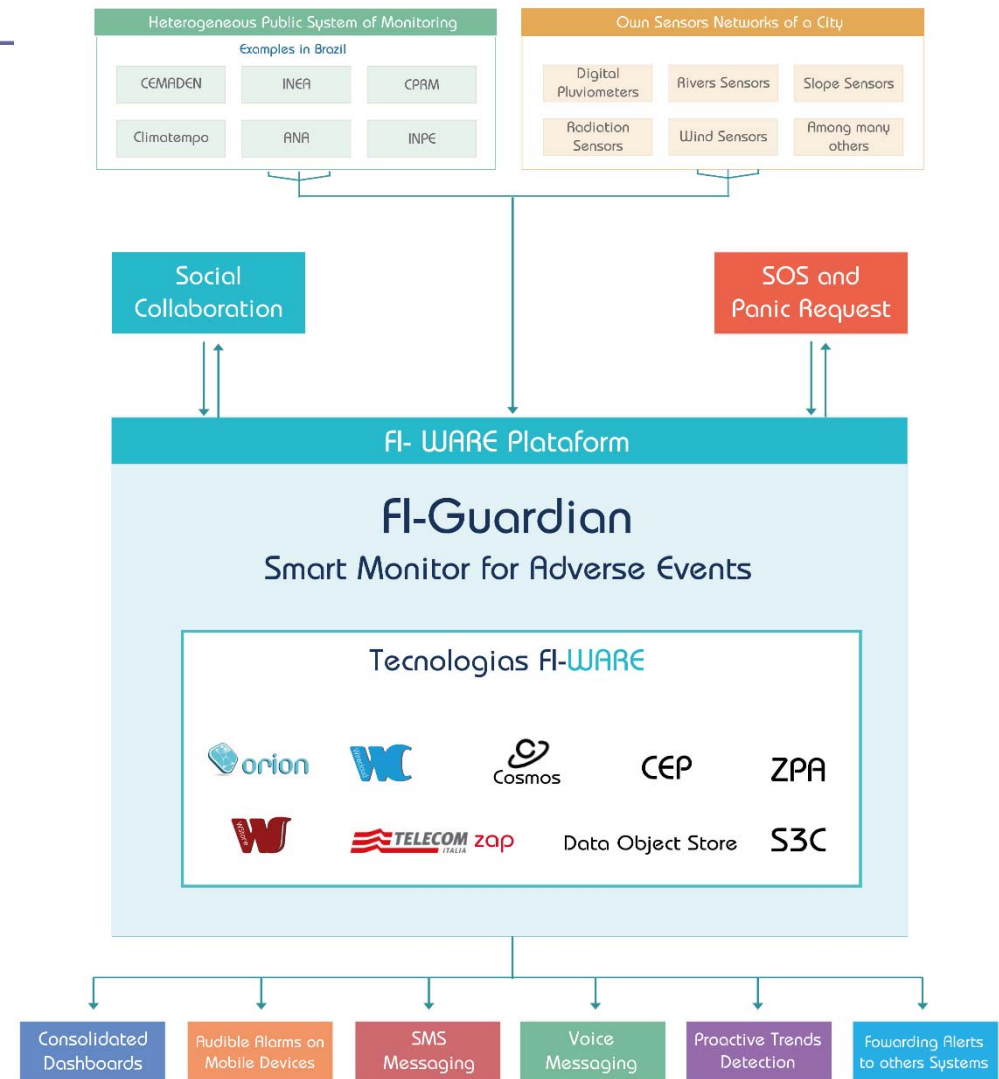 Heterogeneous Public System of Monitoring
Examples in Brazil
CEMADEN
INEA
CPRM
Climatempo
ANA
INPE
Own Sensors Networks of a City
Digital
Pluviometers
Rivers Sensors
Slope Sensors
Radiation
Sensors
Wind Sensors
Among many
others
Social
Collaboration
SOS and
Panic Request
FI- WARE Plataform
FI-Guardian
Smart Monitor for Adverse Events
Tecnologias FI-WARE
orion
Wirecloud
WC
Cosmos
CEP
ZPA
WStore
WS
TELECOM
ITALIA
zap
Data Object Store
S3C
Consolidated
Dashboards
Audible Alarms on
Mobile Devices
SMS
Messaging
Voice
Messaging
Proactive Trends
Detection
Fowarding Alerts
to others Systems